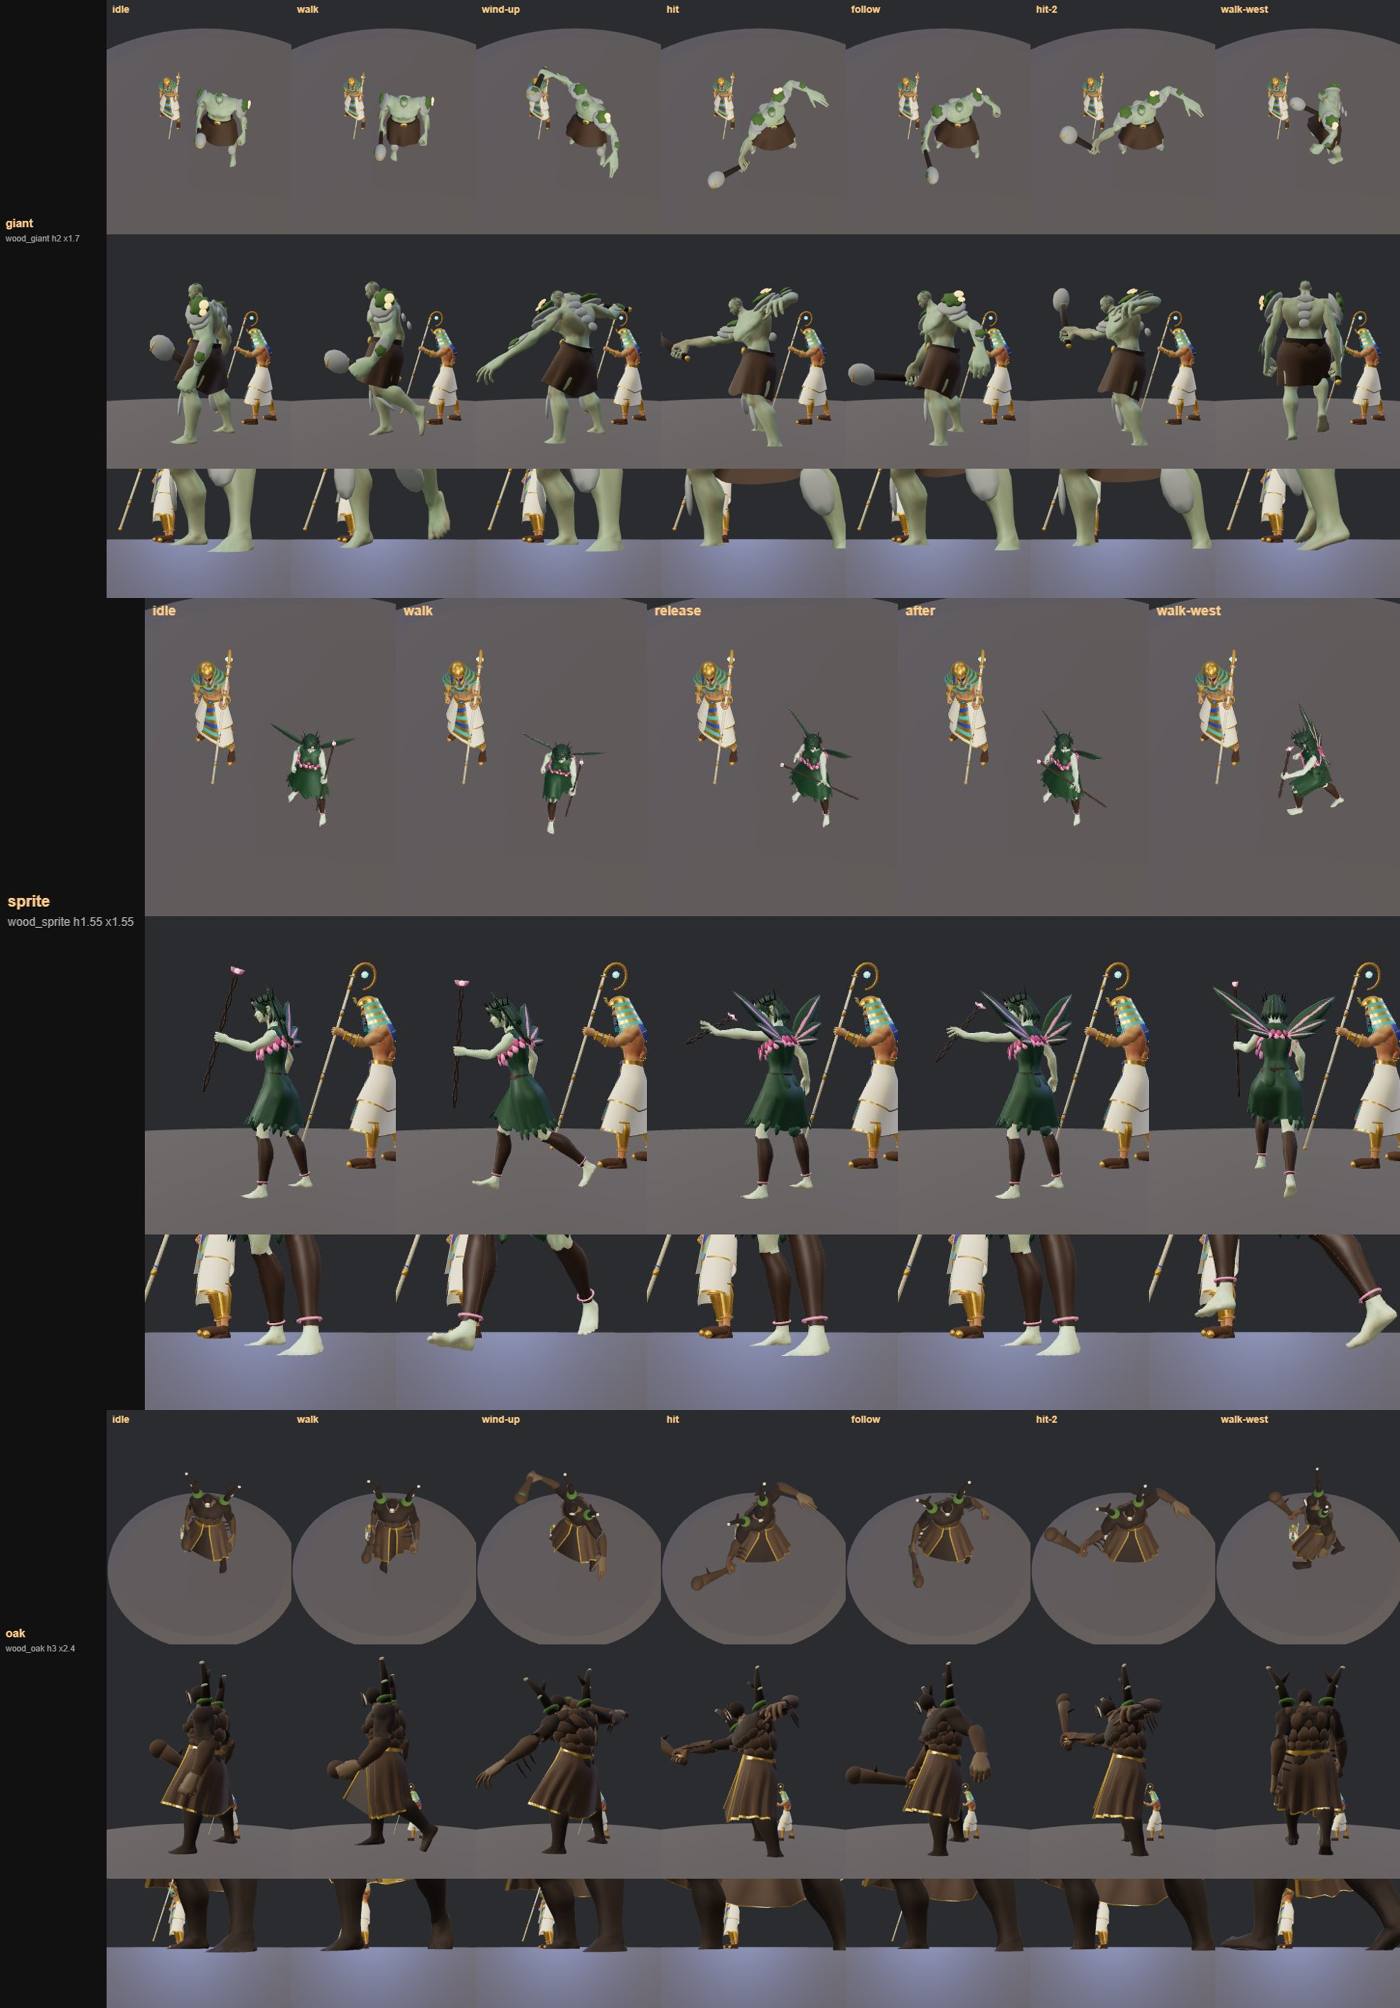 idle walk wind-up hit follow hit-2 walk-west
giant
wood_giant h2 x1.7
idle walk release after walk-west
sprite
wood_sprite h1.55 x1.55
idle walk wind-up hit follow hit-2 walk-west
oak
wood_oak h3 x2.4